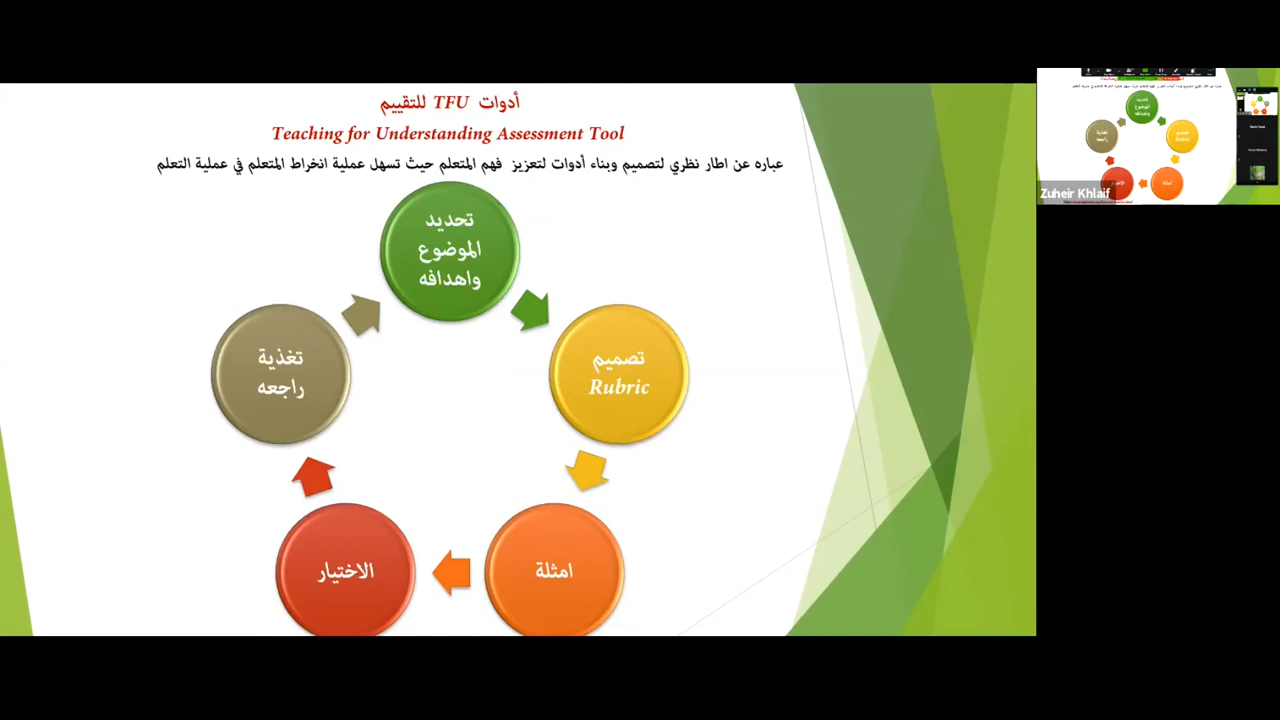 أدوات TFU للتقييم
Teaching for Understanding Assessment Tool
عباره عن اطار نظري لتصميم وبناء أدوات لتعزيز فهم المتعلم حيث تسهل عملية انخراط المتعلم في عملية التعلم
تحديد
الموضوع
واهدافه
تصميم
Rubric
امثلة
الاختيار
تغذية
راجعه
Zuheir Khlaif